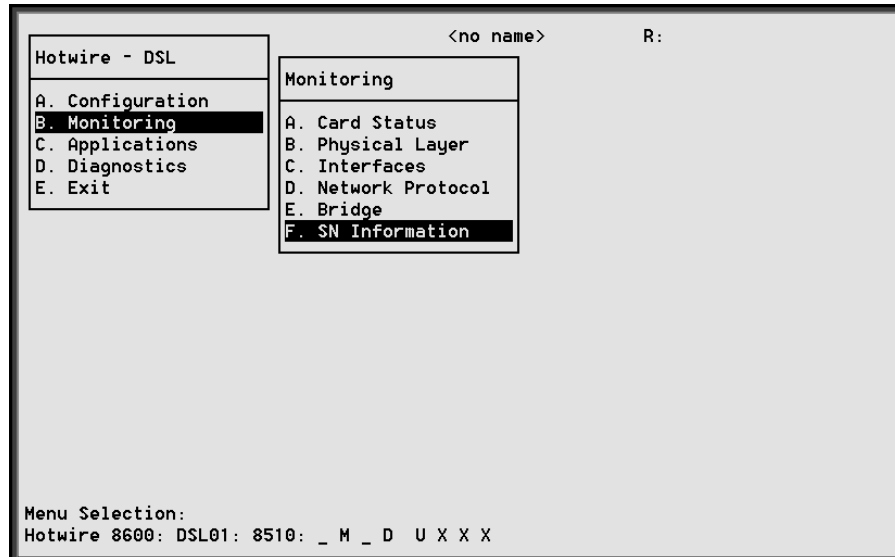 <no name> R:
Hotwire - DSL
A. Configuration
B. Monitoring
C. Applications
D. Diagnostics
E. Exit
Monitoring
A. Card Status
B. Physical Layer
C. Interfaces
D. Network Protocol
E. Bridge
F. SN Information
Menu Selection:
Hotwire 8600: DSL01: 8510: _ M _ D U X X X